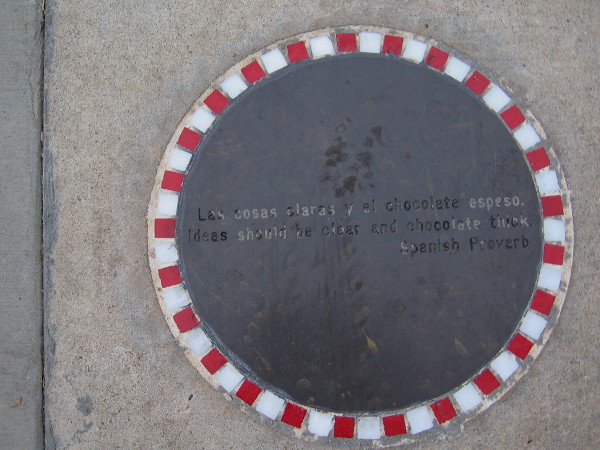 Las cosas claras y el chocolate espeso.
Ideas should be clear and chocolate thick.
Spanish Proverb